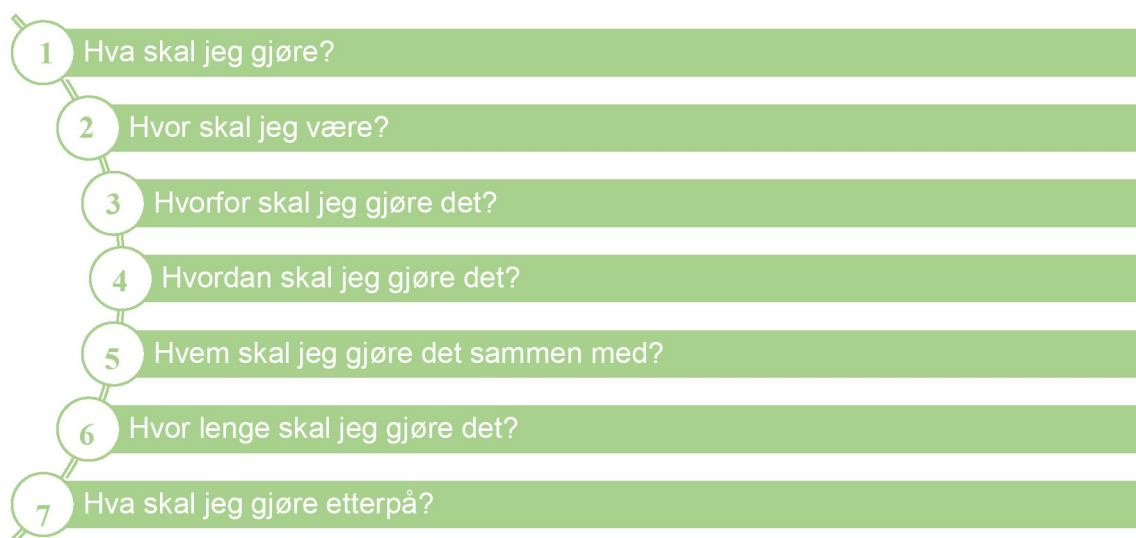 1 Hva skal jeg gjøre?
2 Hvor skal jeg være?
3 Hvorfor skal jeg gjøre det?
4 Hvordan skal jeg gjøre det?
5 Hvem skal jeg gjøre det sammen med?
6 Hvor lenge skal jeg gjøre det?
7 Hva skal jeg gjøre etterpå?